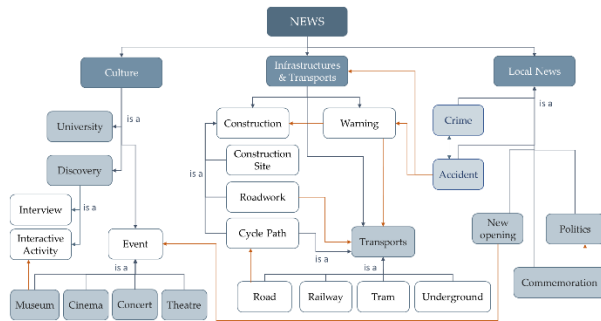 NEWS
Culture
Infrastructures
& Transports
Local News
is a
is a
University
Construction
Warning
Crime
Discovery
Construction
Site
is a
Accident
is a
Interview
Roadwork
Interactive
Activity
Event
Cycle Path
Transports
New
opening
Politics
is a
is a
Museum
Cinema
Concert
Theatre
Road
Railway
Tram
Underground
Commemoration